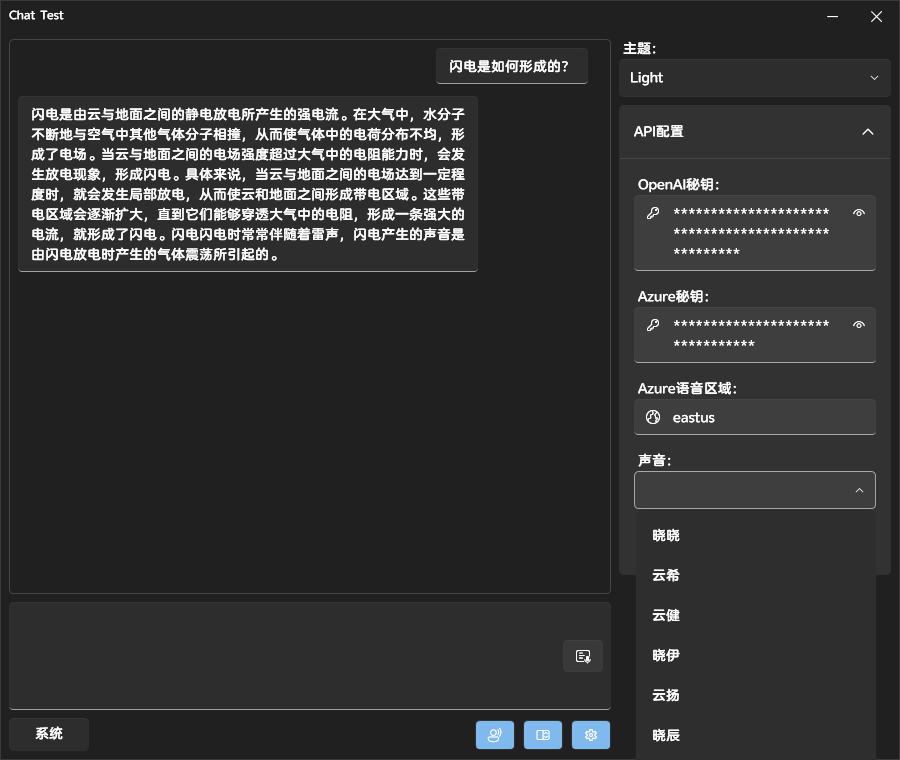 Chat Test
闪电是如何形成的？
闪电是由云与地面之间的静电放电所产生的强电流。在大气中，水分子
不断地与空气中其他气体分子相撞，从而使气体中的电荷分布不均，形
成了电场。当云与地面之间的电场强度超过大气中的电阻能力时，会发
生放电现象，形成闪电。具体来说，当云与地面之间的电场达到一定程
度时，就会发生局部放电，从而使云和地面之间形成带电区域。这些带
电区域会逐渐扩大，直到它们能够穿透大气中的电阻，形成一条强大的
电流，就形成了闪电。闪电闪电时常常伴随着雷声，闪电产生的声音是
由闪电放电时产生的气体震荡所引起的。
系统
主题：
Light
API配置
OpenAI秘钥：
*********************
*********************
*********
Azure秘钥：
*********************
***********
Azure语音区域：
eastus
声音：
晓晓
云希
云健
晓伊
云扬
晓辰